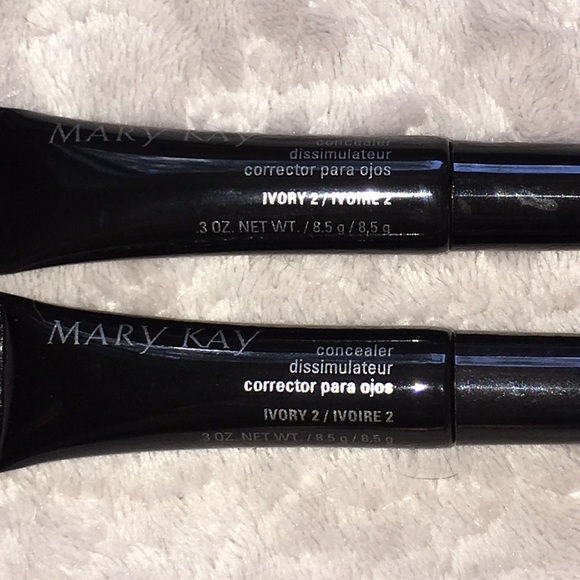 MARY KAY
concealer
dissimulateur
corrector para ojos
IVORY 2 / IVOIRE 2
.3 OZ. NET WT. / 8.5 g / 8,5 g
MARY KAY
concealer
dissimulateur
corrector para ojos
IVORY 2 / IVOIRE 2
.3 OZ. NET WT. / 8.5 g / 8,5 g